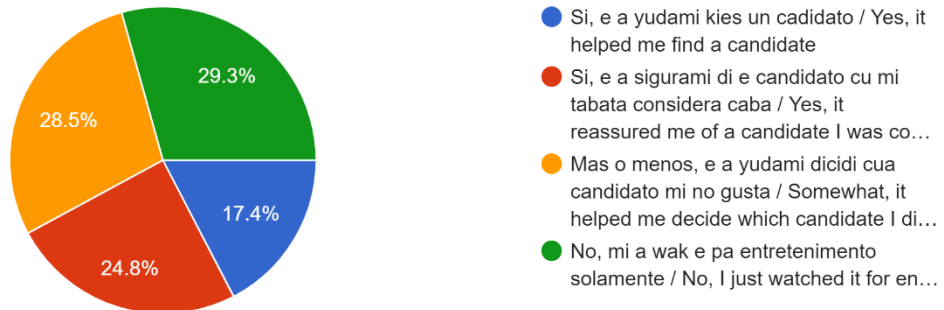 29.3%
28.5%
17.4%
24.8%
Si, e a yudami kies un cadidato / Yes, it
helped me find a candidate
Si, e a sigurami di e candidato cu mi
tabata considera caba / Yes, it
reassured me of a candidate I was co…
Mas o menos, e a yudami dicidi cua
candidato mi no gusta / Somewhat, it
helped me decide which candidate I di…
No, mi a wak e pa entretenimento
solamente / No, I just watched it for en…